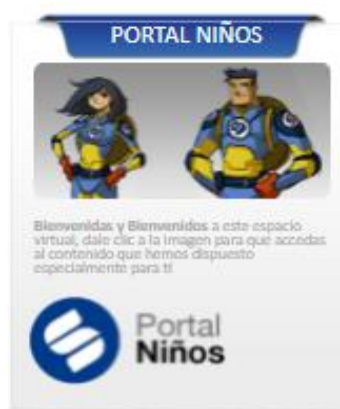 PORTAL NIÑOS
Bienvenidas y Bienvenidos a este espacio
virtual, dale clic a la imagen para que accedas
al contenido que hemos dispuesto
especialmente para ti
Portal
Niños